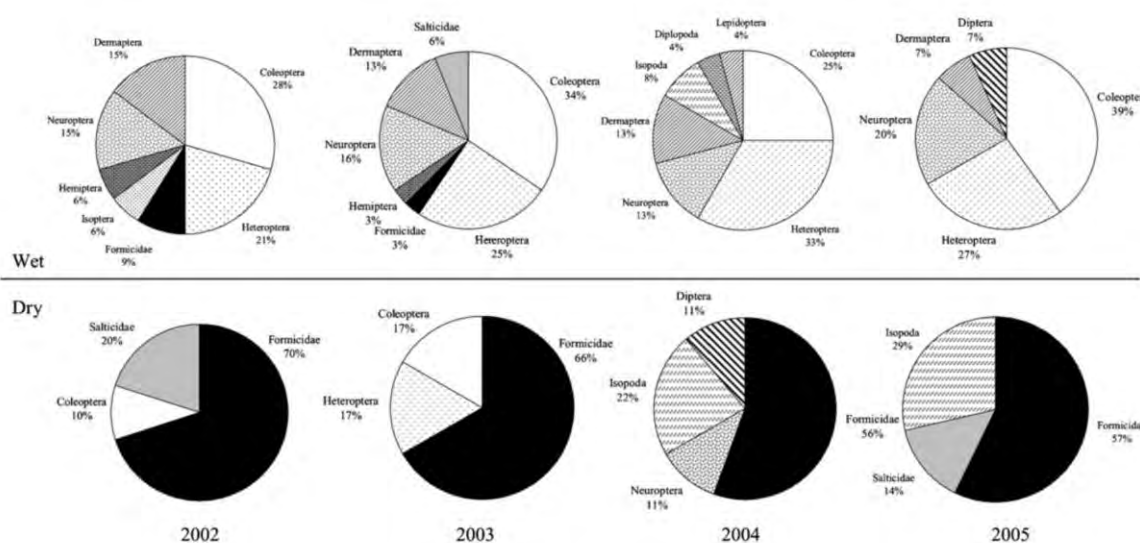 Dermaptera
15%
Coleoptera
28%
Neuroptera
15%
Hemiptera
6%
Isoptera
6%
Formicidae
9%
Heteroptera
21%
Salticidae
6%
Dermaptera
13%
Coleoptera
34%
Neuroptera
16%
Hemiptera
3%
Formicidae
3%
Hereroptera
25%
Lepidoptera
4%
Diplopoda
4%
Isopoda
8%
Coleoptera
25%
Dermaptera
13%
Neuroptera
13%
Heteroptera
33%
Diptera
7%
Dermaptera
7%
Coleopte
39%
Neuroptera
20%
Heteroptera
27%
Wet
Dry
Salticidae
20%
Formicidae
70%
Coleoptera
10%
Coleoptera
17%
Formicidae
66%
Heteroptera
17%
Diptera
11%
Isopoda
22%
Formicidae
56%
Neuroptera
11%
Isopoda
29%
Formicida
57%
Salticidae
14%
2002
2003
2004
2005